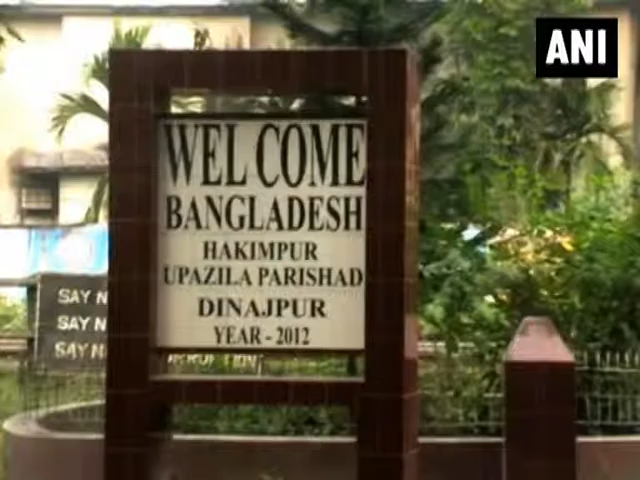 ANI
WEL COME
BANGLADESH
HAKIMPUR
UPAZILA PARISHAD
DINAJPUR
YEAR - 2012
SAY
SAY
SAY